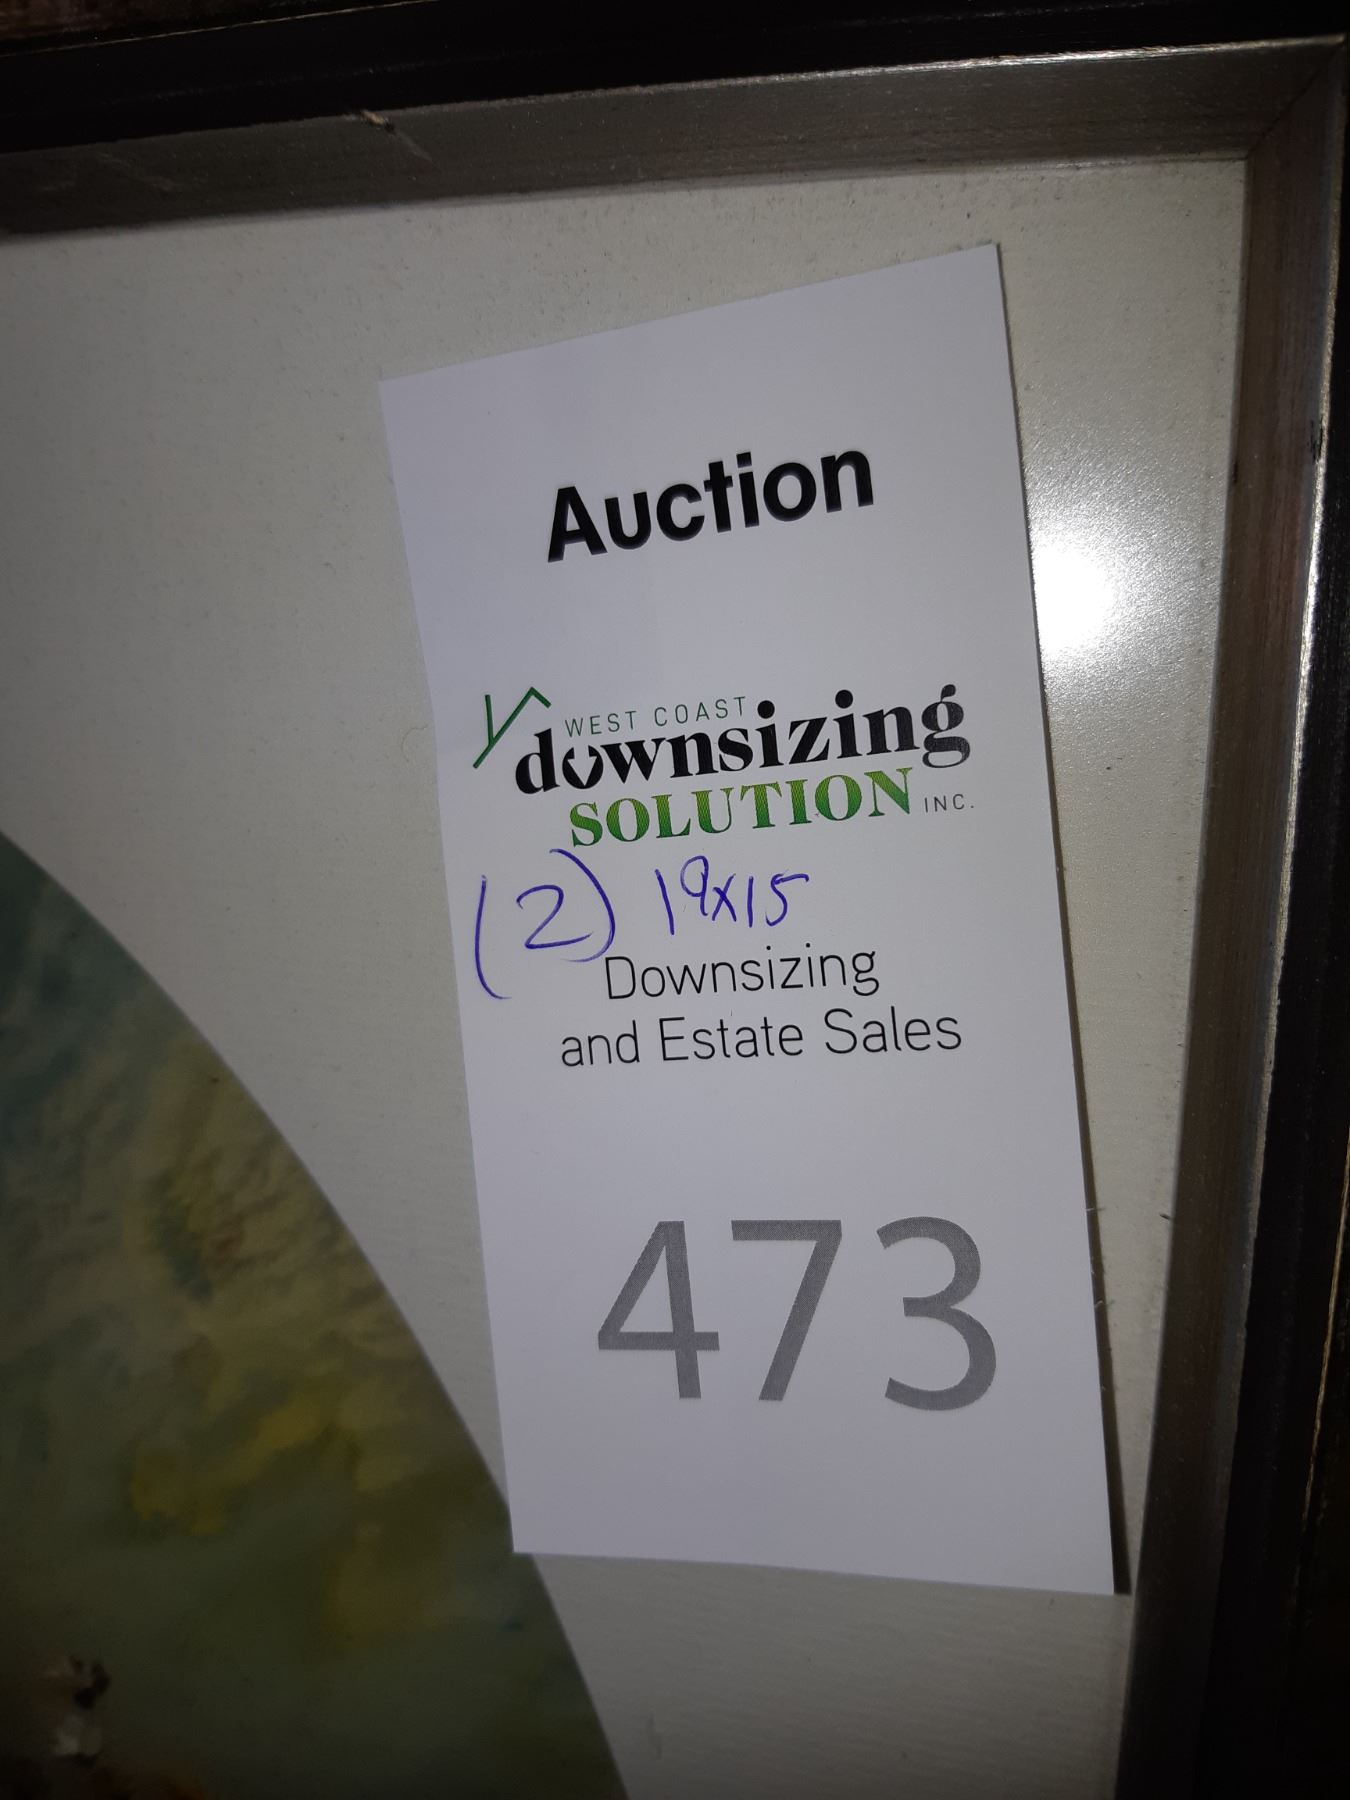 Auction
WEST COAST
downsizing
SOLUTION INC.
(2) 19x15
Downsizing
and Estate Sales
473